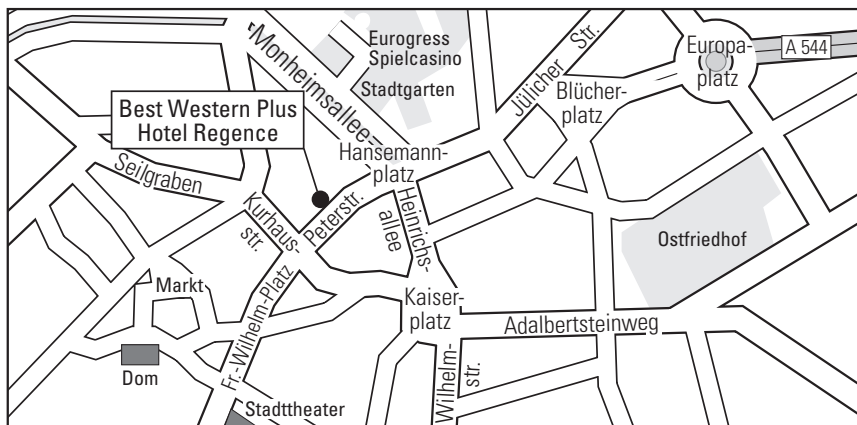 Eurogress
Spielcasino
Stadtgarten
Monheimsallee
Jülicher Str.
Europa-
platz
A 544
Blücher-
platz
Best Western Plus
Hotel Regence
Hansemann-
platz
Seilgraben
Kurhaus-
str.
Peterstr.
Heinrichs-
allee
Ostfriedhof
Markt
Fr.-Wilhelm-Platz
Kaiser-
platz
Adalbertsteinweg
Dom
Wilhelm-
str.
Stadttheater